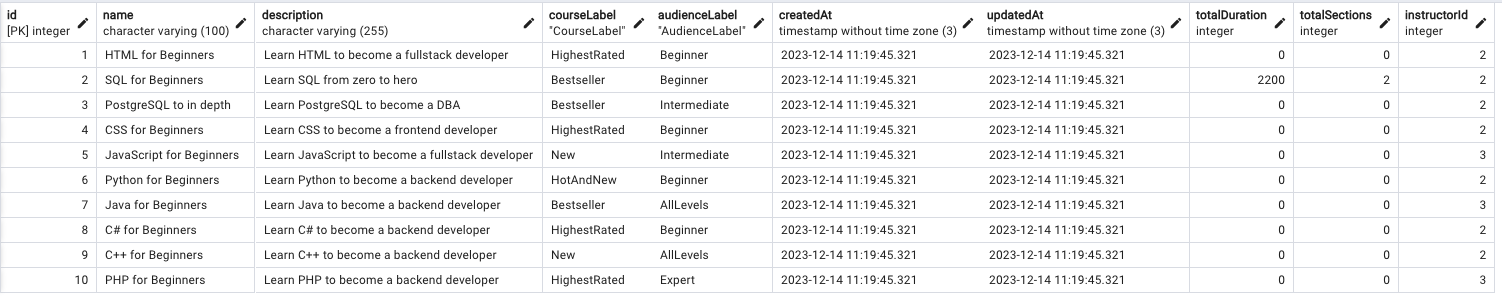 id name description courseLabel audienceLabel createdAt updatedAt totalDuration totalSections instructorId
[PK] integer character varying (100) character varying (255) "CourseLabel" "AudienceLabel" timestamp without time zone (3) timestamp without time zone (3) integer integer integer
1 HTML for Beginners Learn HTML to become a fullstack developer HighestRated Beginner 2023-12-14 11:19:45.321 2023-12-14 11:19:45.321 0 0 2
2 SQL for Beginners Learn SQL from zero to hero Bestseller Beginner 2023-12-14 11:19:45.321 2023-12-14 11:19:45.321 2200 2 2
3 PostgreSQL to in depth Learn PostgreSQL to become a DBA Bestseller Intermediate 2023-12-14 11:19:45.321 2023-12-14 11:19:45.321 0 0 2
4 CSS for Beginners Learn CSS to become a frontend developer HighestRated Beginner 2023-12-14 11:19:45.321 2023-12-14 11:19:45.321 0 0 2
5 JavaScript for Beginners Learn JavaScript to become a fullstack developer New Intermediate 2023-12-14 11:19:45.321 2023-12-14 11:19:45.321 0 0 3
6 Python for Beginners Learn Python to become a backend developer HotAndNew Beginner 2023-12-14 11:19:45.321 2023-12-14 11:19:45.321 0 0 2
7 Java for Beginners Learn Java to become a backend developer Bestseller AllLevels 2023-12-14 11:19:45.321 2023-12-14 11:19:45.321 0 0 3
8 C# for Beginners Learn C# to become a backend developer HighestRated Beginner 2023-12-14 11:19:45.321 2023-12-14 11:19:45.321 0 0 2
9 C++ for Beginners Learn C++ to become a backend developer New AllLevels 2023-12-14 11:19:45.321 2023-12-14 11:19:45.321 0 0 2
10 PHP for Beginners Learn PHP to become a backend developer HighestRated Expert 2023-12-14 11:19:45.321 2023-12-14 11:19:45.321 0 0 3